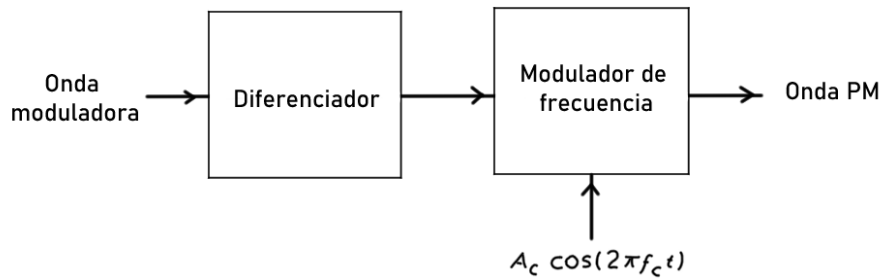 Onda
moduladora
Diferenciador
Modulador de
frecuencia
Onda PM
A_c cos(2πf_c t)